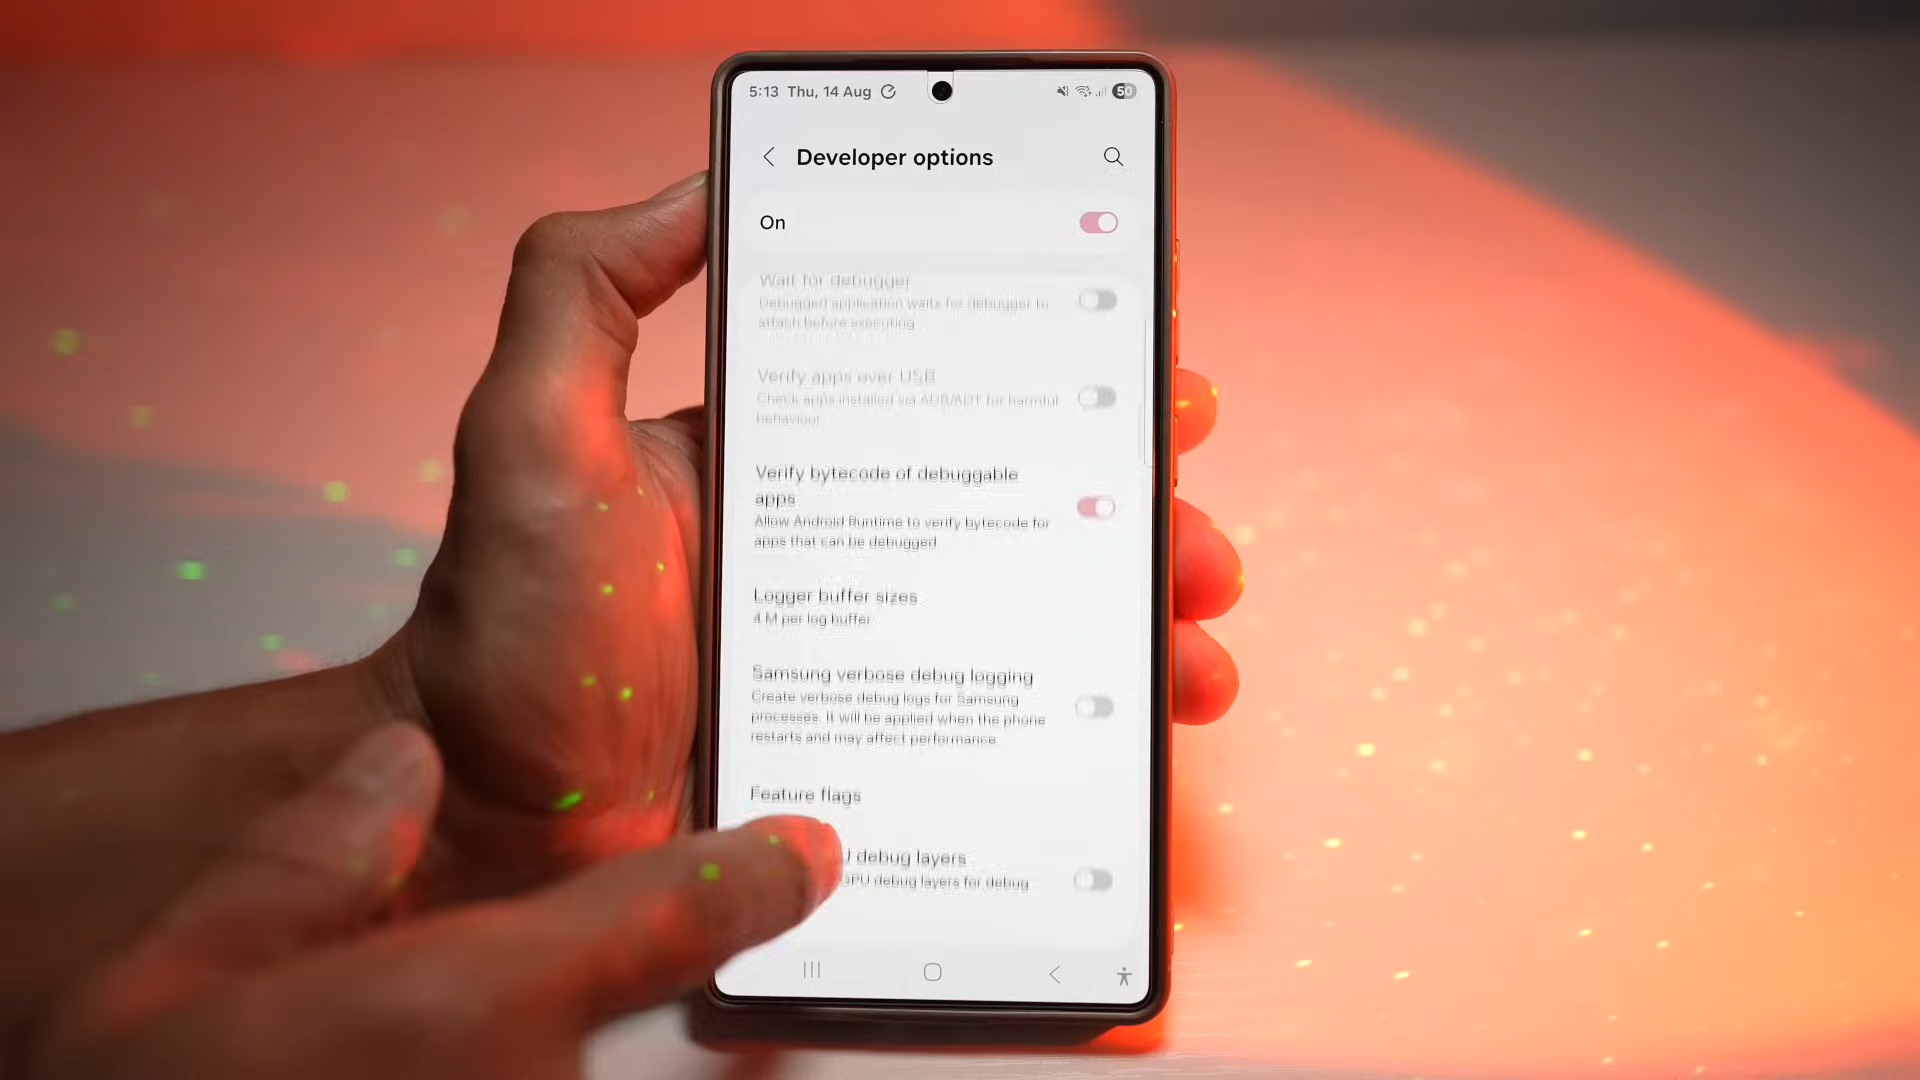 5:13 Thu, 14 Aug
50
Developer options
On
Wait for debugger
Debugged application waits for debugger to
attach before executing
Verify apps over USB
Check apps installed via ADB/ADT for harmful
behaviour
Verify bytecode of debuggable
apps
Allow Android Runtime to verify bytecode for
apps that can be debugged
Logger buffer sizes
4 M per log buffer
Samsung verbose debug logging
Create verbose debug logs for Samsung
processes. It will be applied when the phone
restarts and may affect performance
Feature flags
debug layers
GPU debug layers for debug